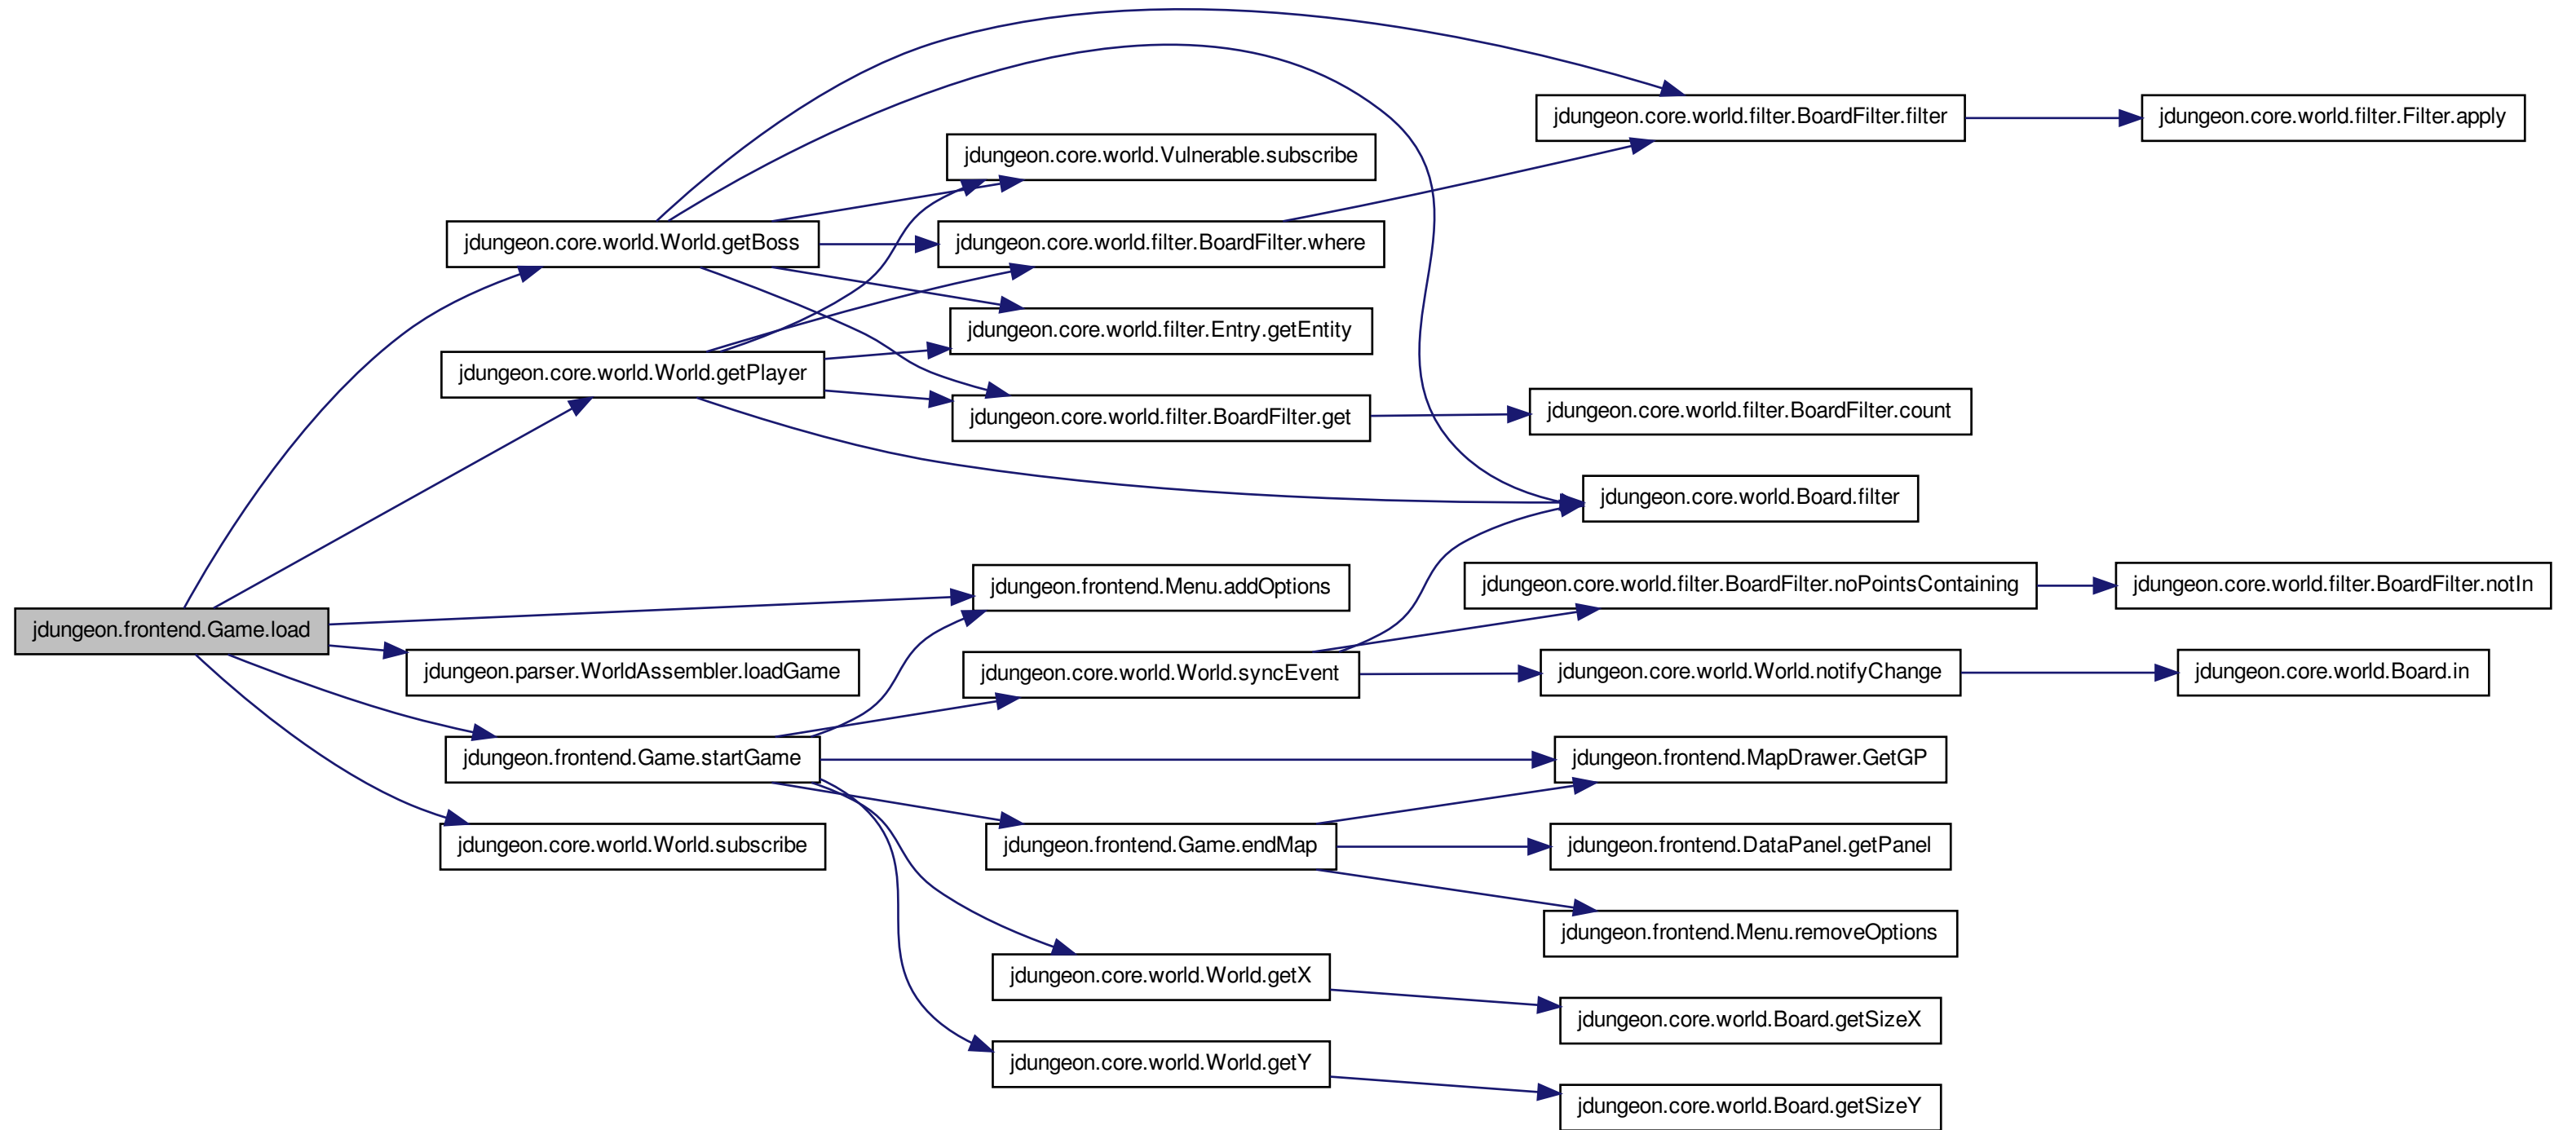 jdungeon.core.world.filter.BoardFilter.filter
jdungeon.core.world.filter.Filter.apply
jdungeon.core.world.Vulnerable.subscribe
jdungeon.core.world.World.getBoss
jdungeon.core.world.filter.BoardFilter.where
jdungeon.core.world.filter.Entry.getEntity
jdungeon.core.world.World.getPlayer
jdungeon.core.world.filter.BoardFilter.get
jdungeon.core.world.filter.BoardFilter.count
jdungeon.core.world.Board.filter
jdungeon.frontend.Menu.addOptions
jdungeon.core.world.filter.BoardFilter.noPointsContaining
jdungeon.core.world.filter.BoardFilter.notIn
jdungeon.frontend.Game.load
jdungeon.parser.WorldAssembler.loadGame
jdungeon.core.world.World.syncEvent
jdungeon.core.world.World.notifyChange
jdungeon.core.world.Board.in
jdungeon.frontend.Game.startGame
jdungeon.frontend.MapDrawer.GetGP
jdungeon.core.world.World.subscribe
jdungeon.frontend.Game.endMap
jdungeon.frontend.DataPanel.getPanel
jdungeon.frontend.Menu.removeOptions
jdungeon.core.world.World.getX
jdungeon.core.world.Board.getSizeX
jdungeon.core.world.World.getY
jdungeon.core.world.Board.getSizeY